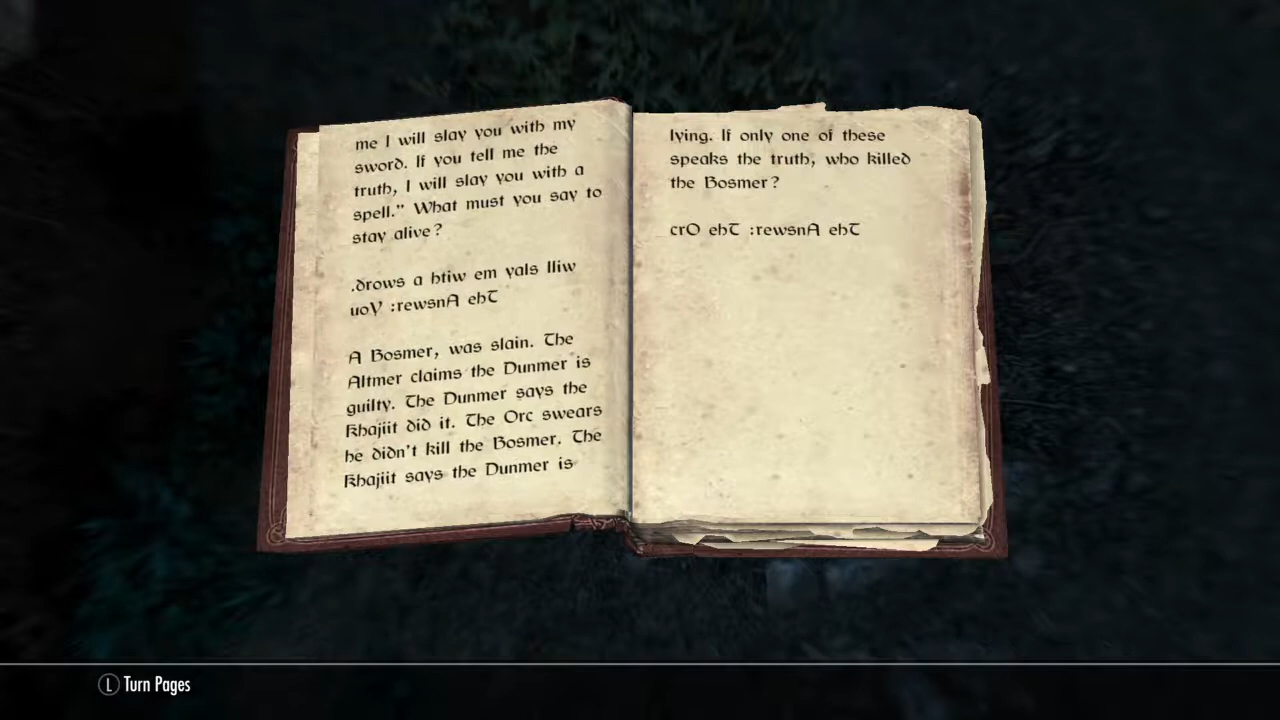 me I will slay you with my
sword. If you tell me the
truth, I will slay you with a
spell." What must you say to
stay alive?
.drows a htiw em yals lliw
uoY :rewsnA ehT
A Bosmer, was slain. The
Altmer claims the Dunmer is
guilty. The Dunmer says the
Khajiit did it. The Orc swears
he didn't kill the Bosmer. The
Khajiit says the Dunmer is
lying. If only one of these
speaks the truth, who killed
the Bosmer?
crO ehT :rewsnA ehT
L Turn Pages